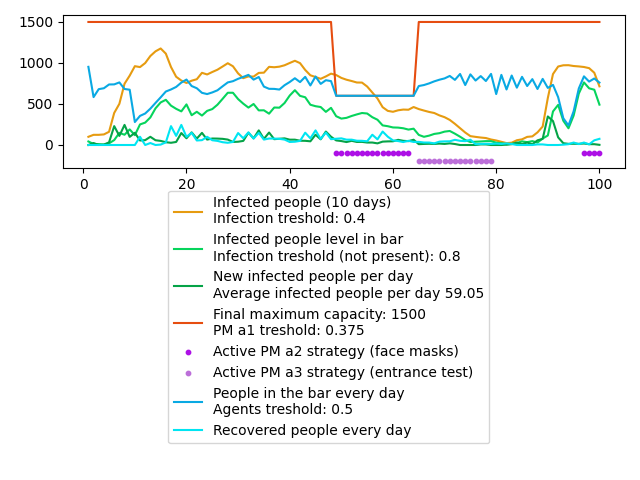 1500
1000
500
0
0 20 40 60 80 100
Infected people (10 days)
Infection treshold: 0.4
Infected people level in bar
Infection treshold (not present): 0.8
New infected people per day
Average infected people per day 59.05
Final maximum capacity: 1500
PM a1 treshold: 0.375
Active PM a2 strategy (face masks)
Active PM a3 strategy (entrance test)
People in the bar every day
Agents treshold: 0.5
Recovered people every day